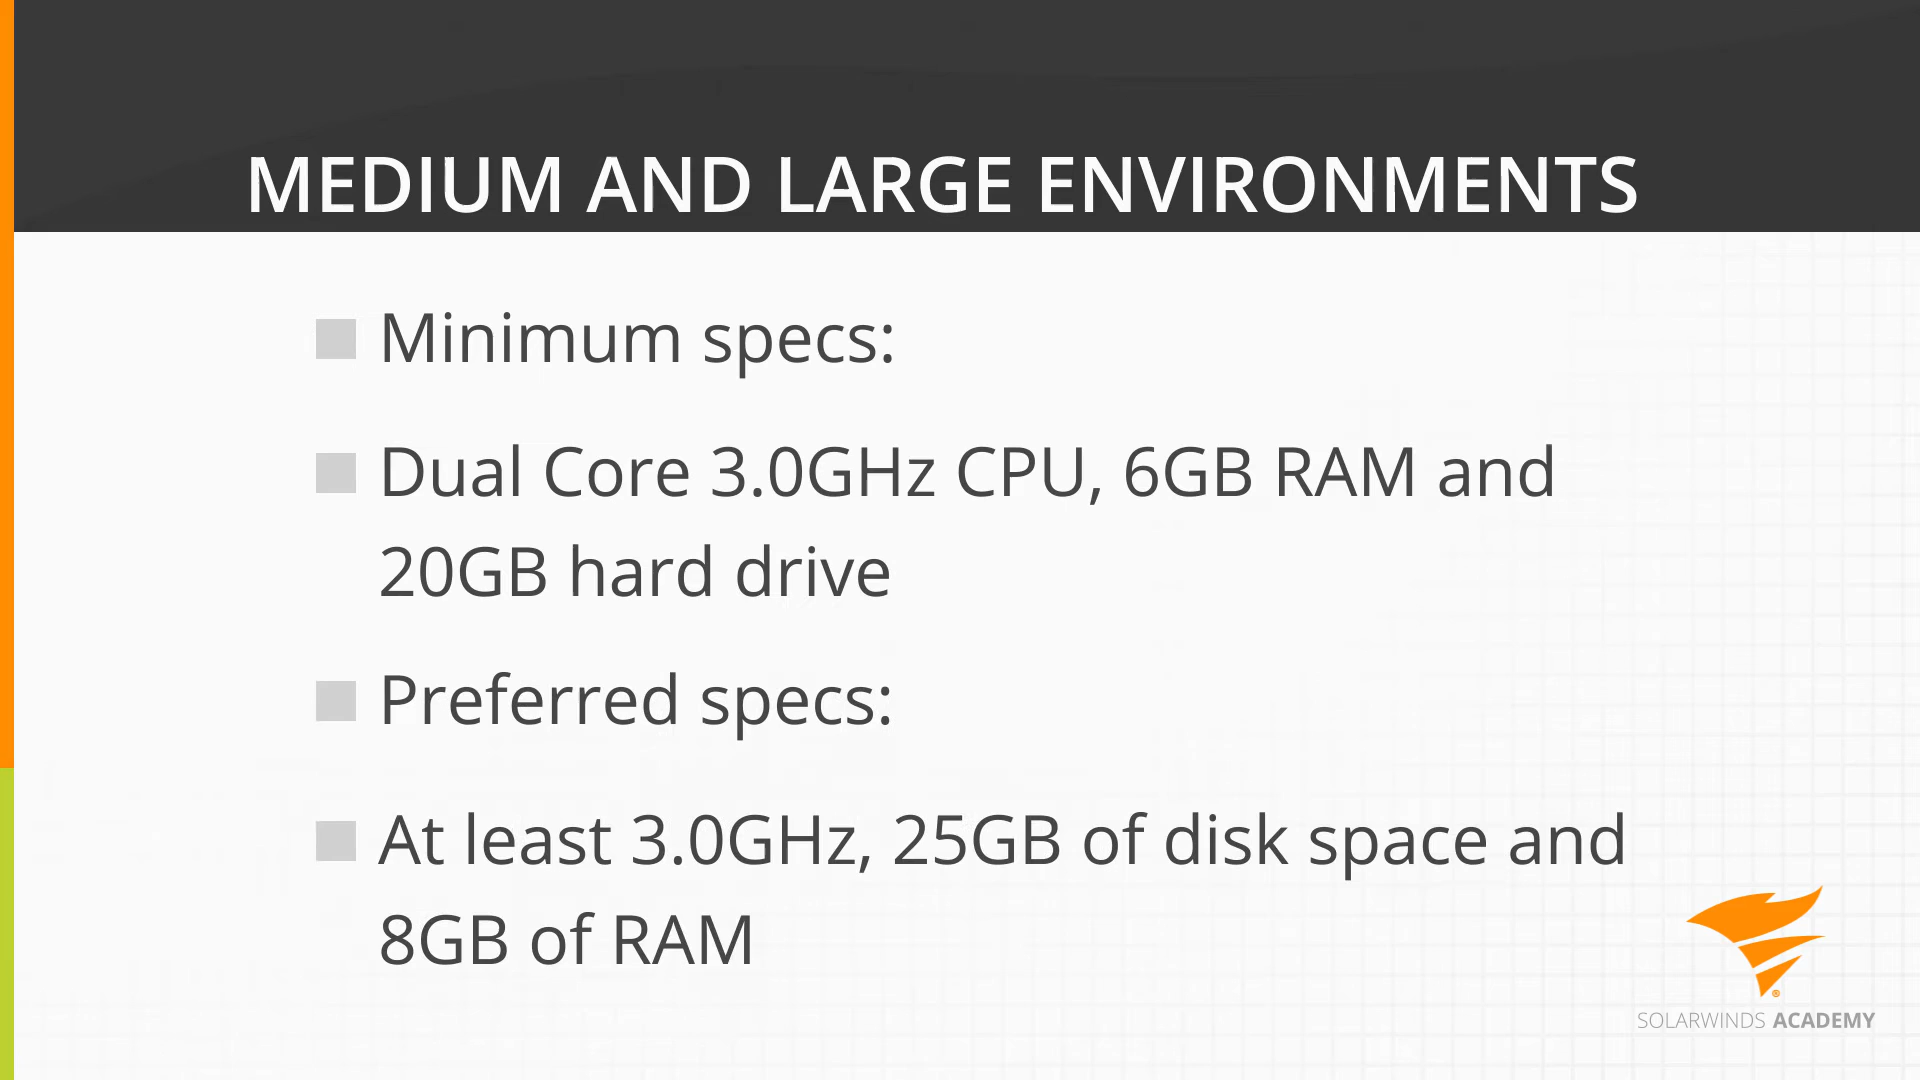 MEDIUM AND LARGE ENVIRONMENTS
Minimum specs:
Dual Core 3.0GHz CPU, 6GB RAM and
20GB hard drive
Preferred specs:
At least 3.0GHz, 25GB of disk space and
8GB of RAM
®
SOLARWINDS ACADEMY